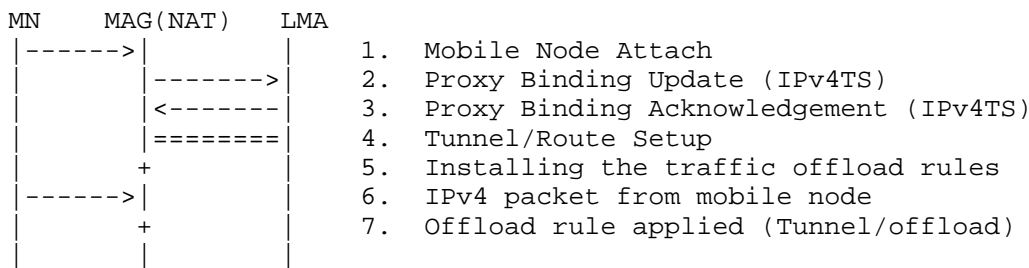 MN     MAG(NAT)    LMA
|------>|          |    1.  Mobile Node Attach
|       |------->|    2.  Proxy Binding Update (IPv4TS)
|       |<-------|    3.  Proxy Binding Acknowledgement (IPv4TS)
|       |========|    4.  Tunnel/Route Setup
|       +        |    5.  Installing the traffic offload rules
|------>|        |    6.  IPv4 packet from mobile node
|       +        |    7.  Offload rule applied (Tunnel/offload)
|       |        |